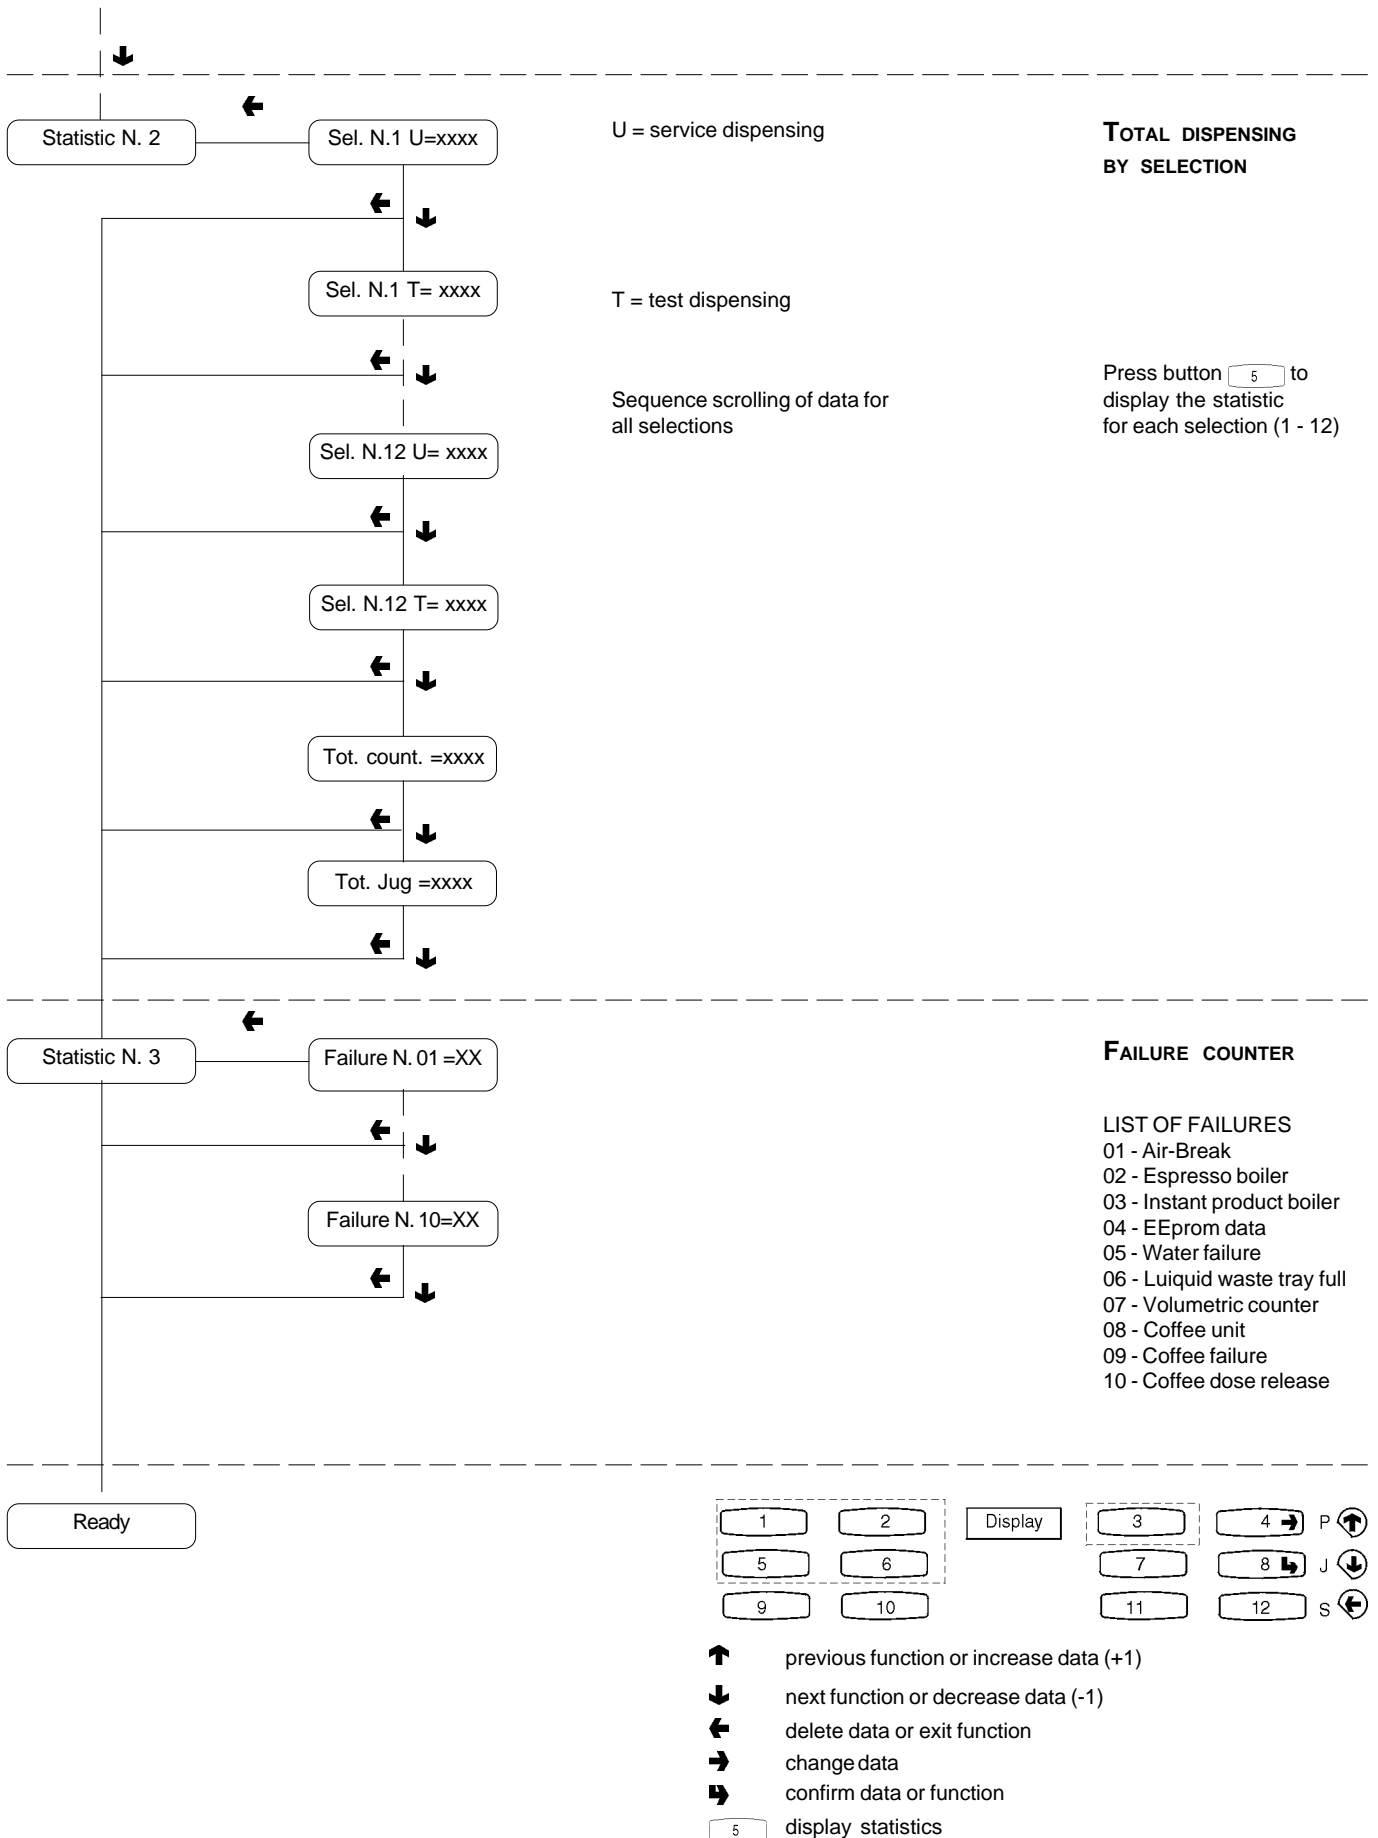 Statistic N. 2
Sel. N.1 U=xxxx
U = service dispensing
TOTAL DISPENSING
BY SELECTION
Sel. N.1 T= xxxx
T = test dispensing
Sequence scrolling of data for
all selections
Press button 5 to
display the statistic
for each selection (1 - 12)
Sel. N.12 U= xxxx
Sel. N.12 T= xxxx
Tot. count. =xxxx
Tot. Jug =xxxx
Statistic N. 3
Failure N. 01 =XX
FAILURE COUNTER
LIST OF FAILURES
01 - Air-Break
02 - Espresso boiler
03 - Instant product boiler
04 - EEprom data
05 - Water failure
06 - Luiquid waste tray full
07 - Volumetric counter
08 - Coffee unit
09 - Coffee failure
10 - Coffee dose release
Failure N. 10=XX
Ready
1 2 Display 3 4 P
5 6 7 8 J
9 10 11 12 S
previous function or increase data (+1)
next function or decrease data (-1)
delete data or exit function
change data
confirm data or function
5 display statistics